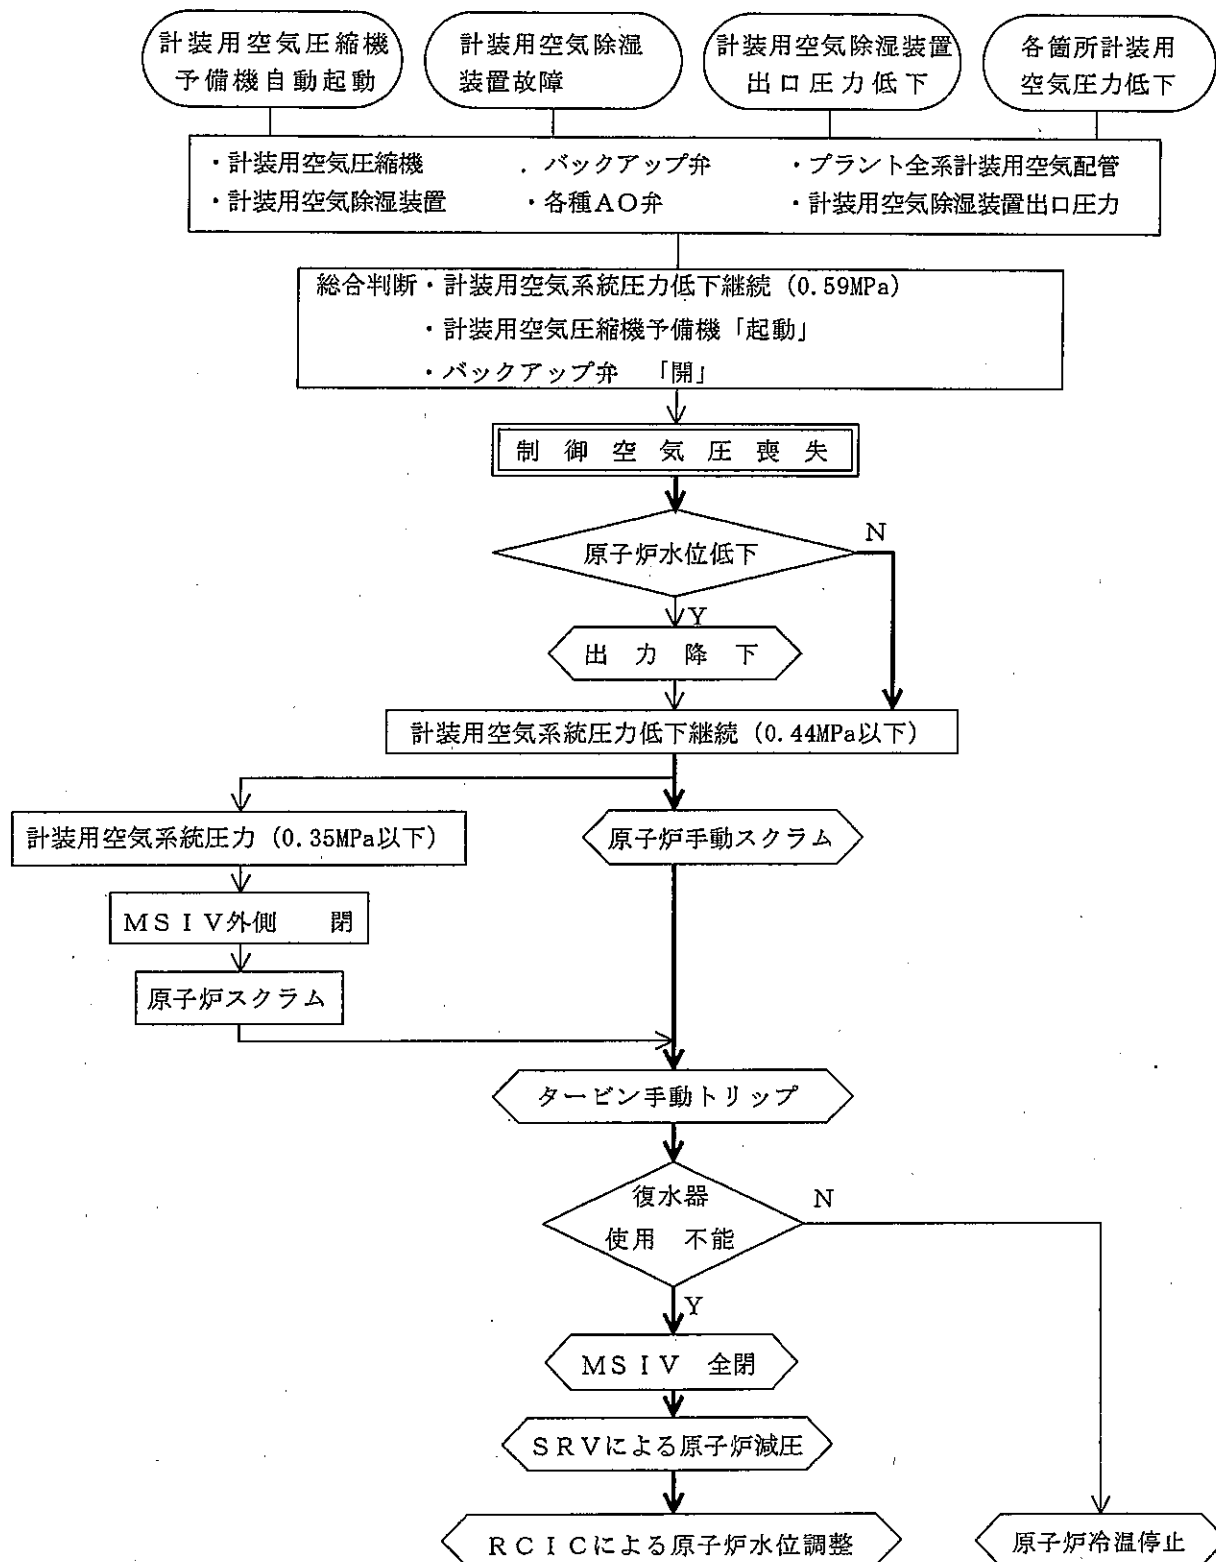 計装用空気圧縮機
予備機自動起動
計装用空気除湿
装置故障
計装用空気除湿装置
出口圧力低下
各箇所計装用
空気圧力低下
・計装用空気圧縮機
．バックアップ弁
・プラント全系計装用空気配管
・計装用空気除湿装置
・各種ＡＯ弁
・計装用空気除湿装置出口圧力
総合判断・計装用空気系統圧力低下継続 (0.59MPa)
・計装用空気圧縮機予備機「起動」
・バックアップ弁　「開」
制 御 空 気 圧 喪 失
原子炉水位低下
N
Y
出 力 降 下
計装用空気系統圧力低下継続 (0.44MPa以下)
計装用空気系統圧力 (0.35MPa以下)
原子炉手動スクラム
ＭＳＩＶ外側　閉
原子炉スクラム
タービン手動トリップ
復水器
使用　不能
N
Y
ＭＳＩＶ　全閉
ＳＲＶによる原子炉減圧
ＲＣＩＣによる原子炉水位調整
原子炉冷温停止